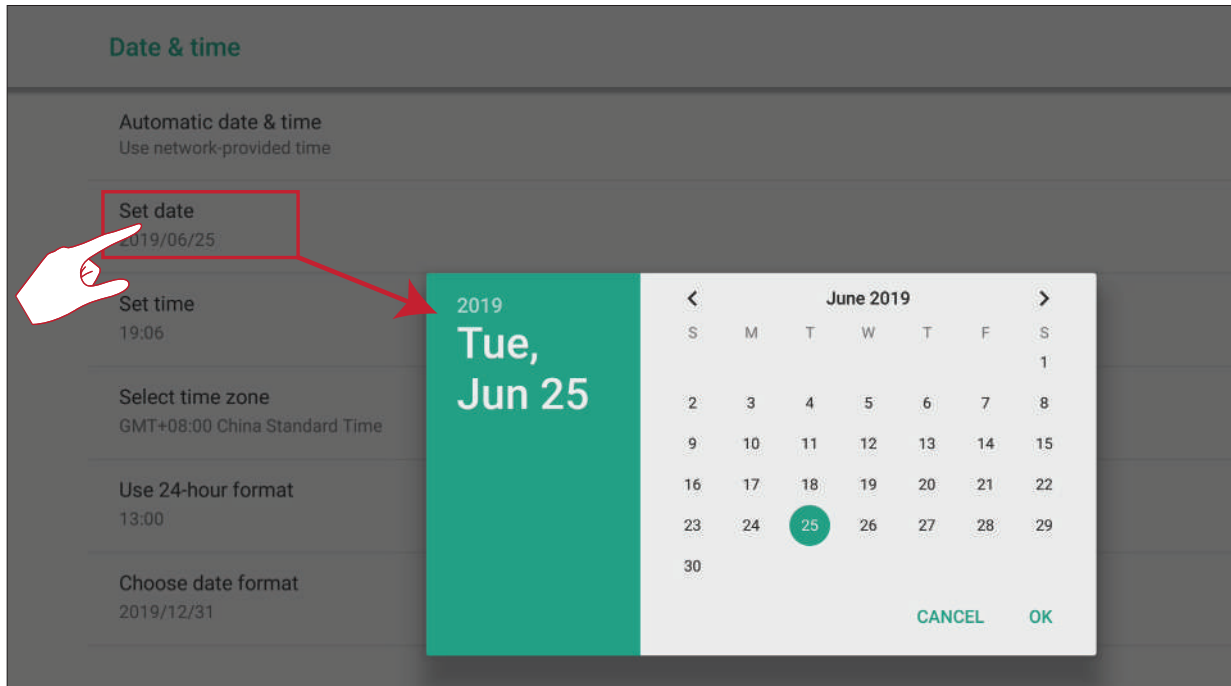 Date & time
Automatic date & time
Use network-provided time
Set date
2019/06/25
Set time
19:06
Select time zone
GMT+08:00 China Standard Time
Use 24-hour format
13:00
Choose date format
2019/12/31
2019
Tue,
Jun 25
< June 2019 >
S M T W T F S
1
2 3 4 5 6 7 8
9 10 11 12 13 14 15
16 17 18 19 20 21 22
23 24 25 26 27 28 29
30
CANCEL OK